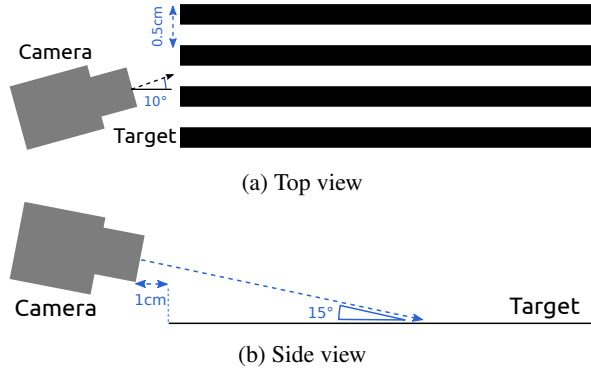 0.5cm
Camera
10°
Target
(a) Top view
Camera
1cm
15°
Target
(b) Side view